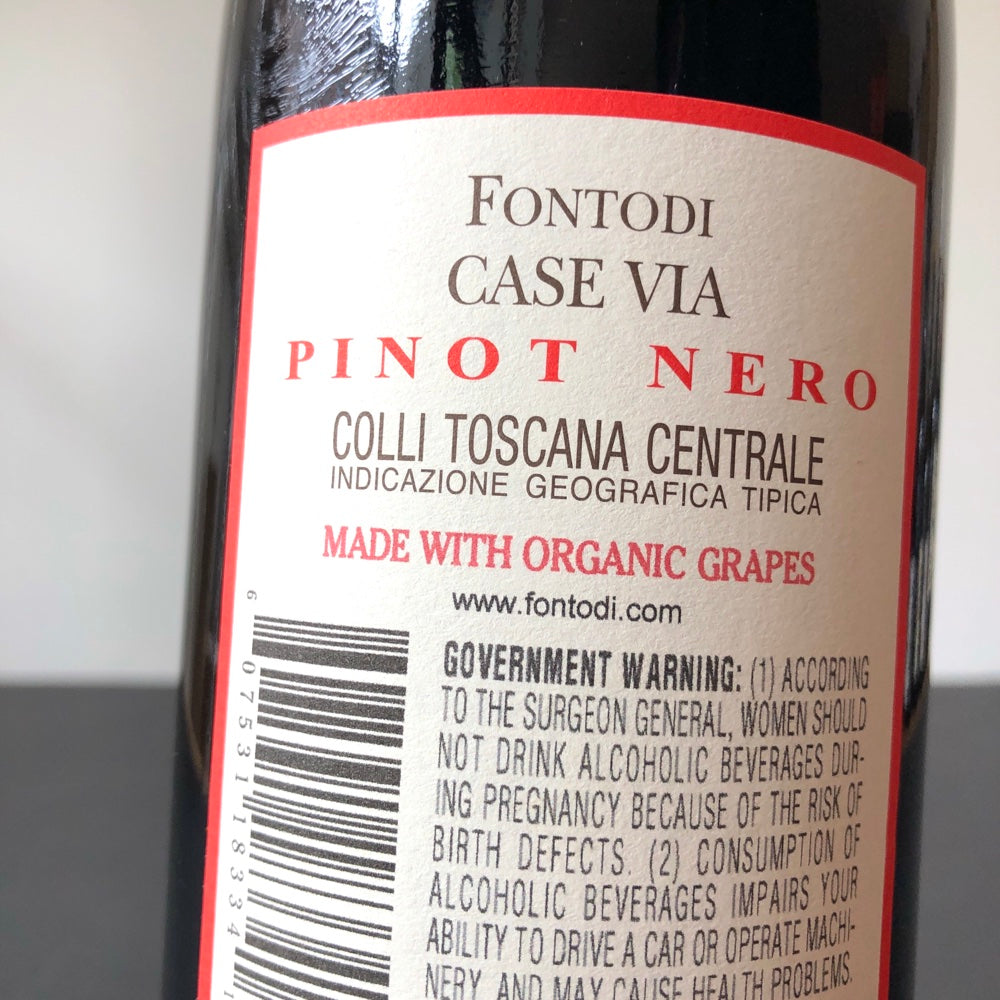 FONTODI
CASE VIA
PINOT NERO
COLLI TOSCANA CENTRALE
INDICAZIONE GEOGRAFICA TIPICA
MADE WITH ORGANIC GRAPES
www.fontodi.com
GOVERNMENT WARNING: (1) ACCORDING
TO THE SURGEON GENERAL, WOMEN SHOULD
NOT DRINK ALCOHOLIC BEVERAGES DUR-
ING PREGNANCY BECAUSE OF THE RISK OF
BIRTH DEFECTS. (2) CONSUMPTION OF
ALCOHOLIC BEVERAGES IMPAIRS YOUR
ABILITY TO DRIVE A CAR OR OPERATE MACHI-
NERY, AND MAY CAUSE HEALTH PROBLEMS.
6 07531 18334